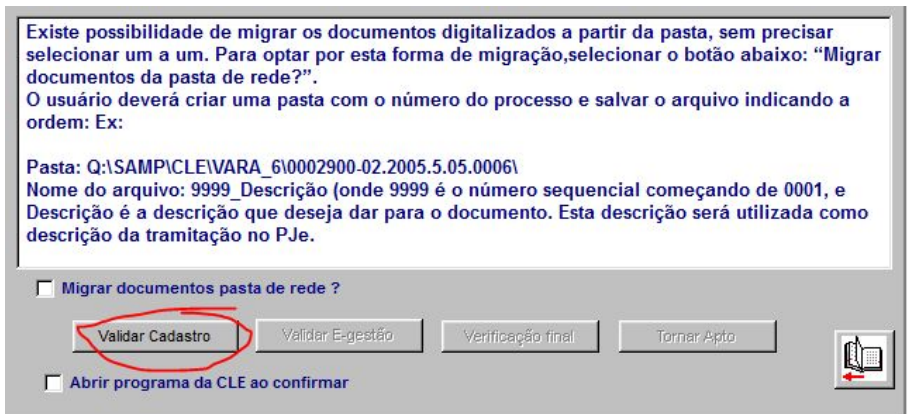 Existe possibilidade de migrar os documentos digitalizados a partir da pasta, sem precisar
selecionar um a um. Para optar por esta forma de migração,selecionar o botão abaixo: “Migrar
documentos da pasta de rede?”.
O usuário deverá criar uma pasta com o número do processo e salvar o arquivo indicando a
ordem: Ex:
Pasta: Q:\SAMP\CLE\VARA_6\0002900-02.2005.5.05.0006\
Nome do arquivo: 9999_Descrição (onde 9999 é o número sequencial começando de 0001, e
Descrição é a descrição que deseja dar para o documento. Esta descrição será utilizada como
descrição da tramitação no PJe.
Migrar documentos pasta de rede ?
Validar Cadastro Validar E-gestão Verificação final Tornar Apto
Abrir programa da CLE ao confirmar